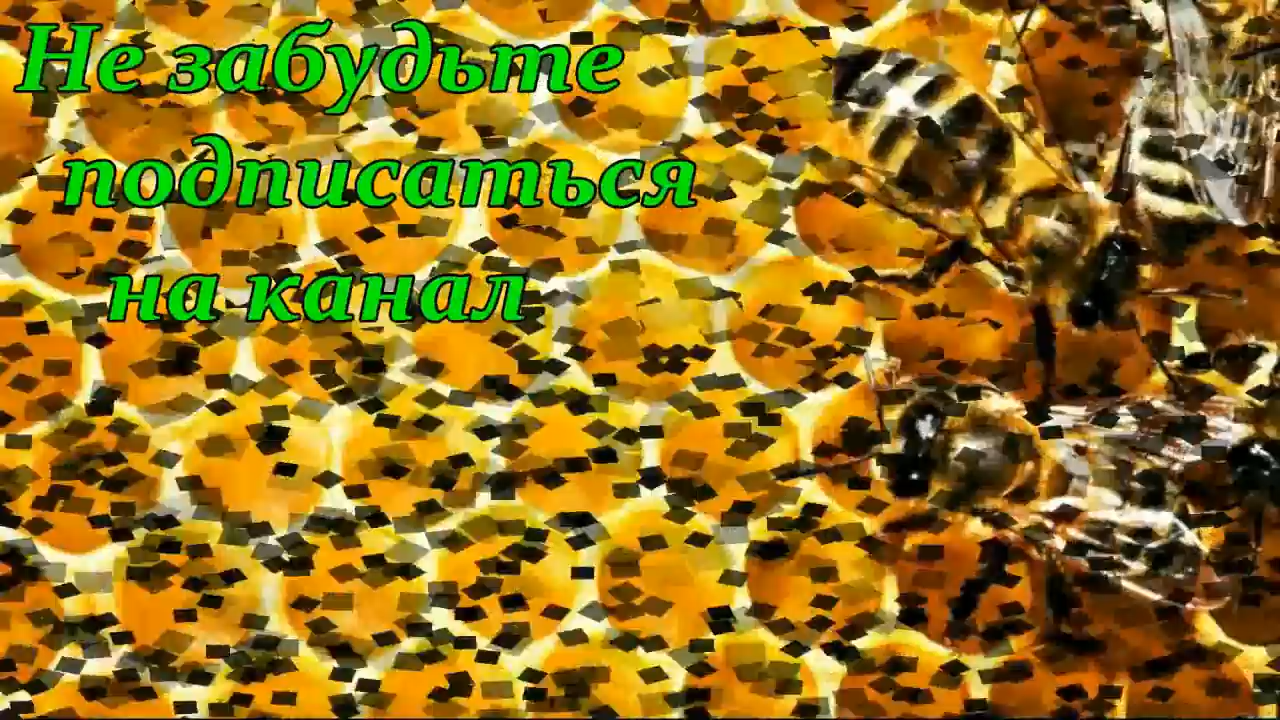 Не забудьте
подписаться
на канал